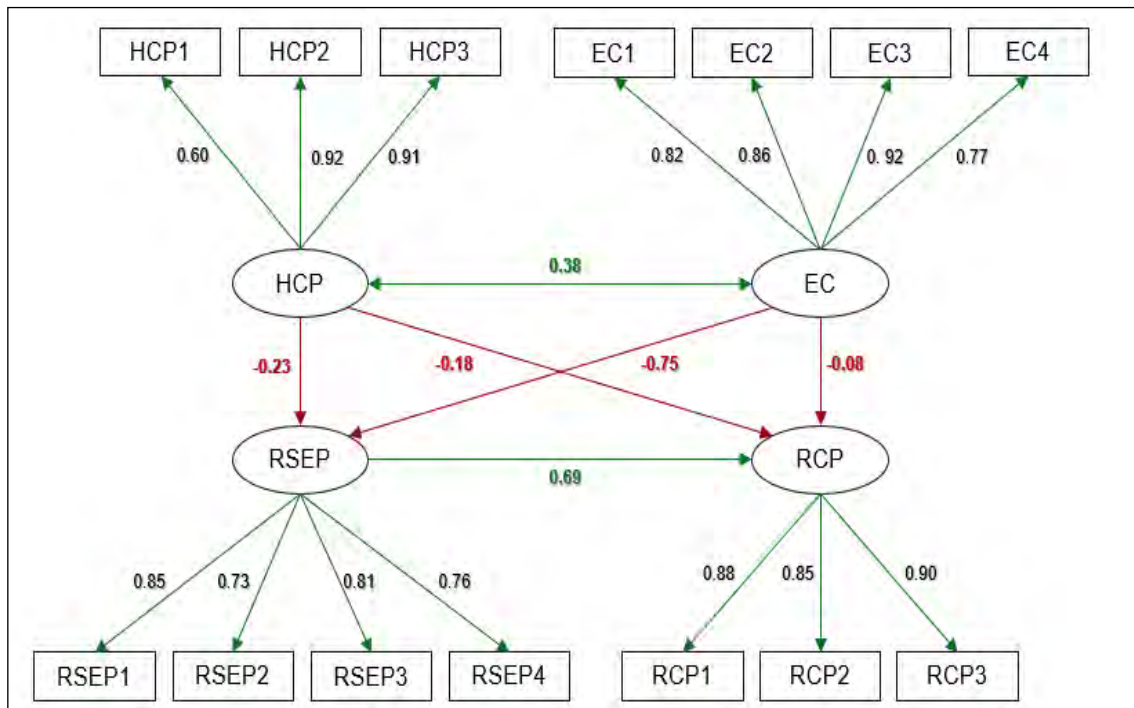 HCP1 HCP2 HCP3 EC1 EC2 EC3 EC4
0.60 0.92 0.91 0.82 0.86 0. 92 0.77
HCP 0.38 EC
-0.23 -0.18 -0.75 -0.08
RSEP 0.69 RCP
0.85 0.73 0.81 0.76 0.88 0.85 0.90
RSEP1 RSEP2 RSEP3 RSEP4 RCP1 RCP2 RCP3